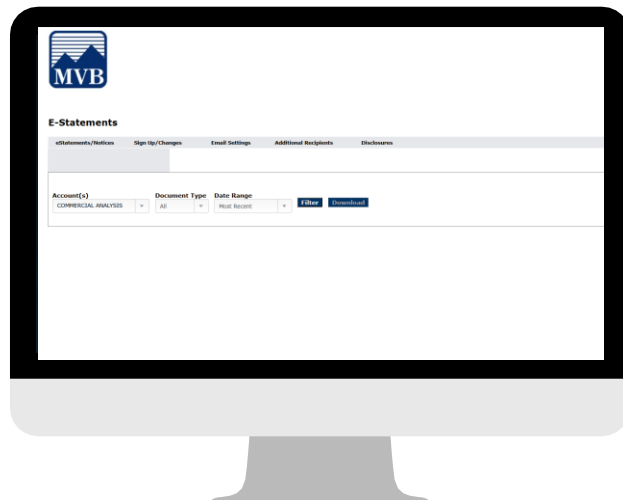 MVB
E-Statements
eStatements/Notices Sign Up/Changes Email Settings Additional Recipients Disclosures
Account(s) Document Type Date Range
COMMERCIAL ANALYSIS All Most Recent Filter Download